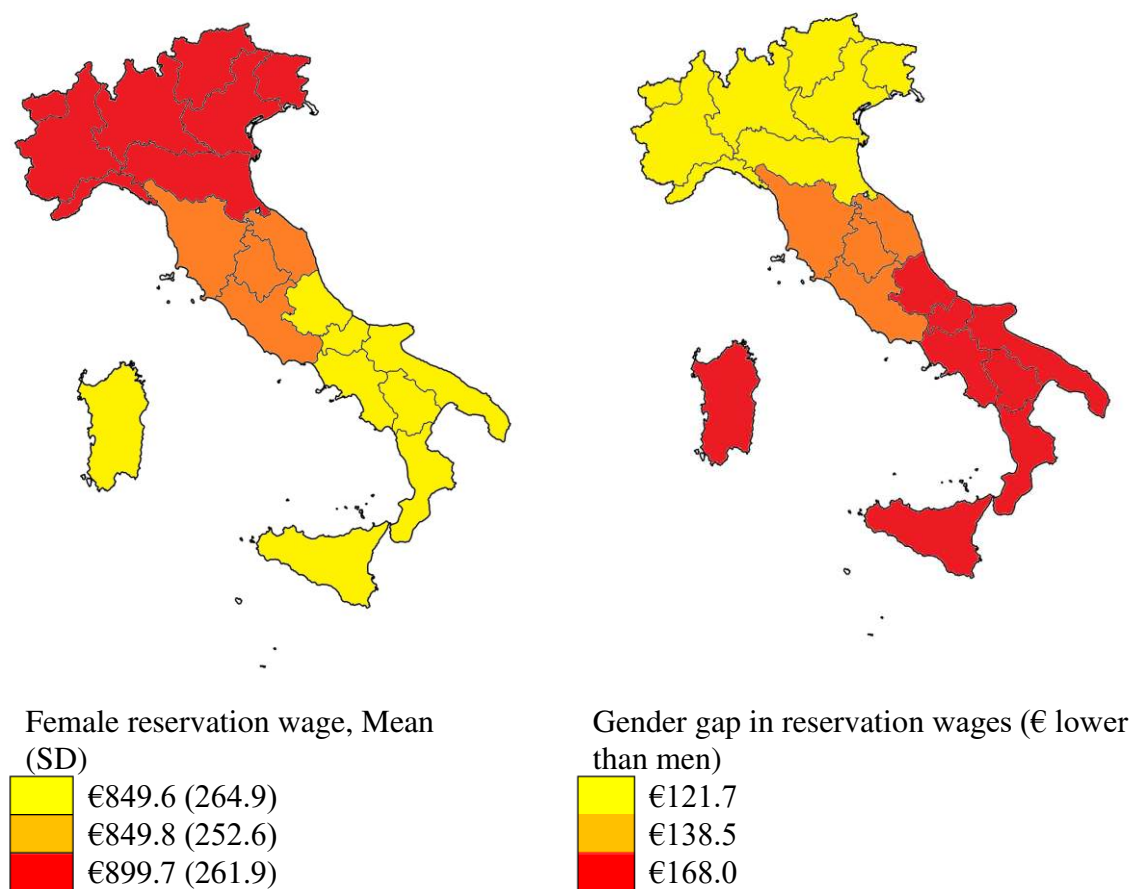 Female reservation wage, Mean
(SD)
€849.6 (264.9)
€849.8 (252.6)
€899.7 (261.9)
Gender gap in reservation wages (€ lower
than men)
€121.7
€138.5
€168.0